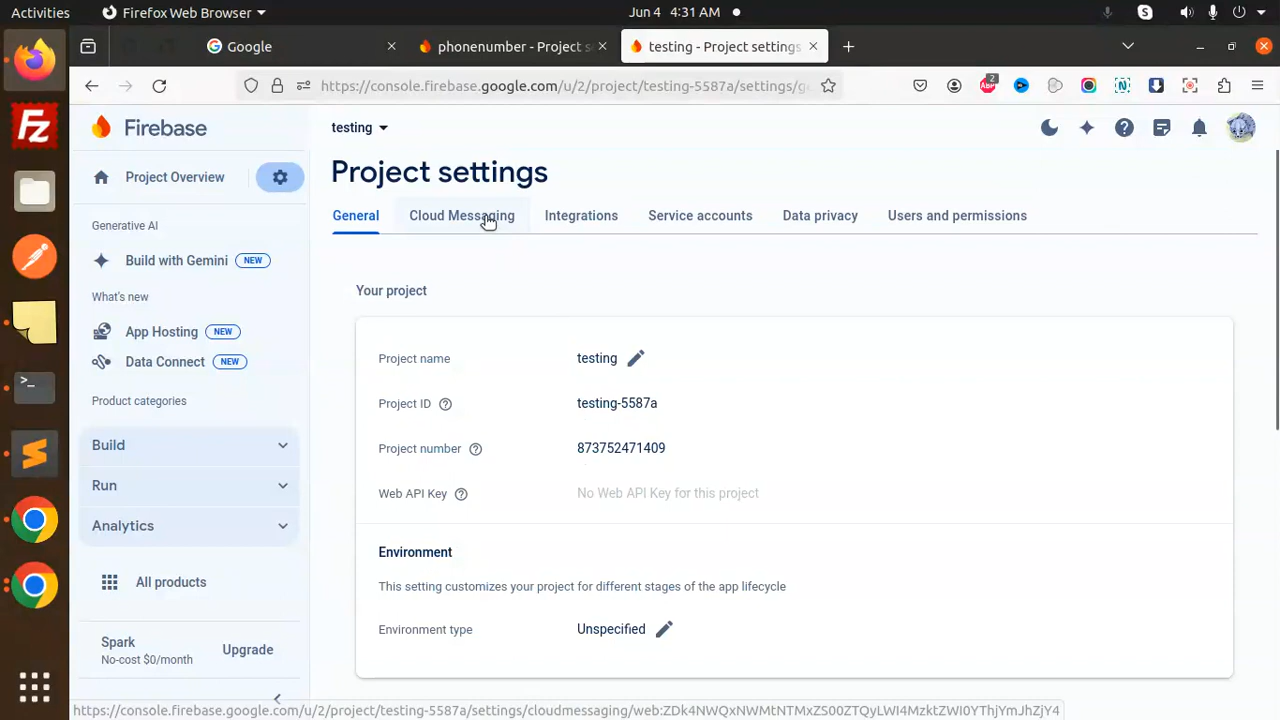 Activities
Firefox Web Browser
Jun 4 4:31 AM
Google
phonenumber - Project s
testing - Project settings
https://console.firebase.google.com/u/2/project/testing-5587a/settings/g
2
ABP
N
Fz
Firebase
testing
Project Overview
Project settings
General
Cloud Messaging
Integrations
Service accounts
Data privacy
Users and permissions
Generative AI
Build with Gemini NEW
What's new
App Hosting NEW
Data Connect NEW
Product categories
Build
Run
Analytics
All products
Spark
No-cost $0/month
Upgrade
Your project
Project name
testing
Project ID
testing-5587a
Project number
873752471409
Web API Key
No Web API Key for this project
Environment
This setting customizes your project for different stages of the app lifecycle
Environment type
Unspecified
https://console.firebase.google.com/u/2/project/testing-5587a/settings/cloudmessaging/web:ZDk4NWQxNWMtNTMxZS00ZTQyLWI4MzktZWI0YThjYmJhZjY4